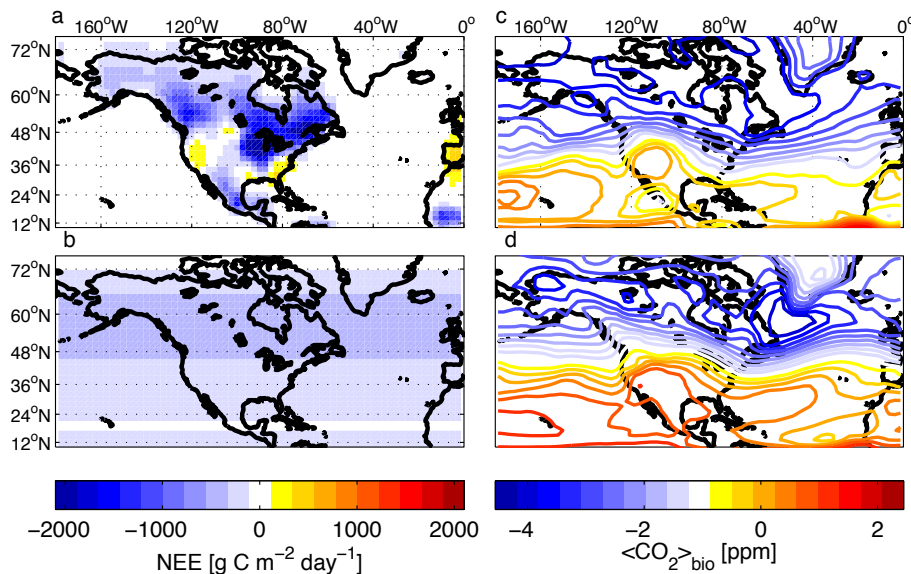 a 160°W 120°W 80°W 40°W 0°
72°N
60°N
48°N
36°N
24°N
12°N
c 160°W 120°W 80°W 40°W 0°
72°N
60°N
48°N
36°N
24°N
12°N
b
72°N
60°N
48°N
36°N
24°N
12°N
d
−2000 −1000 0 1000 2000
NEE [g C m−2 day−1]
−4 −2 0 2
<CO2>bio [ppm]